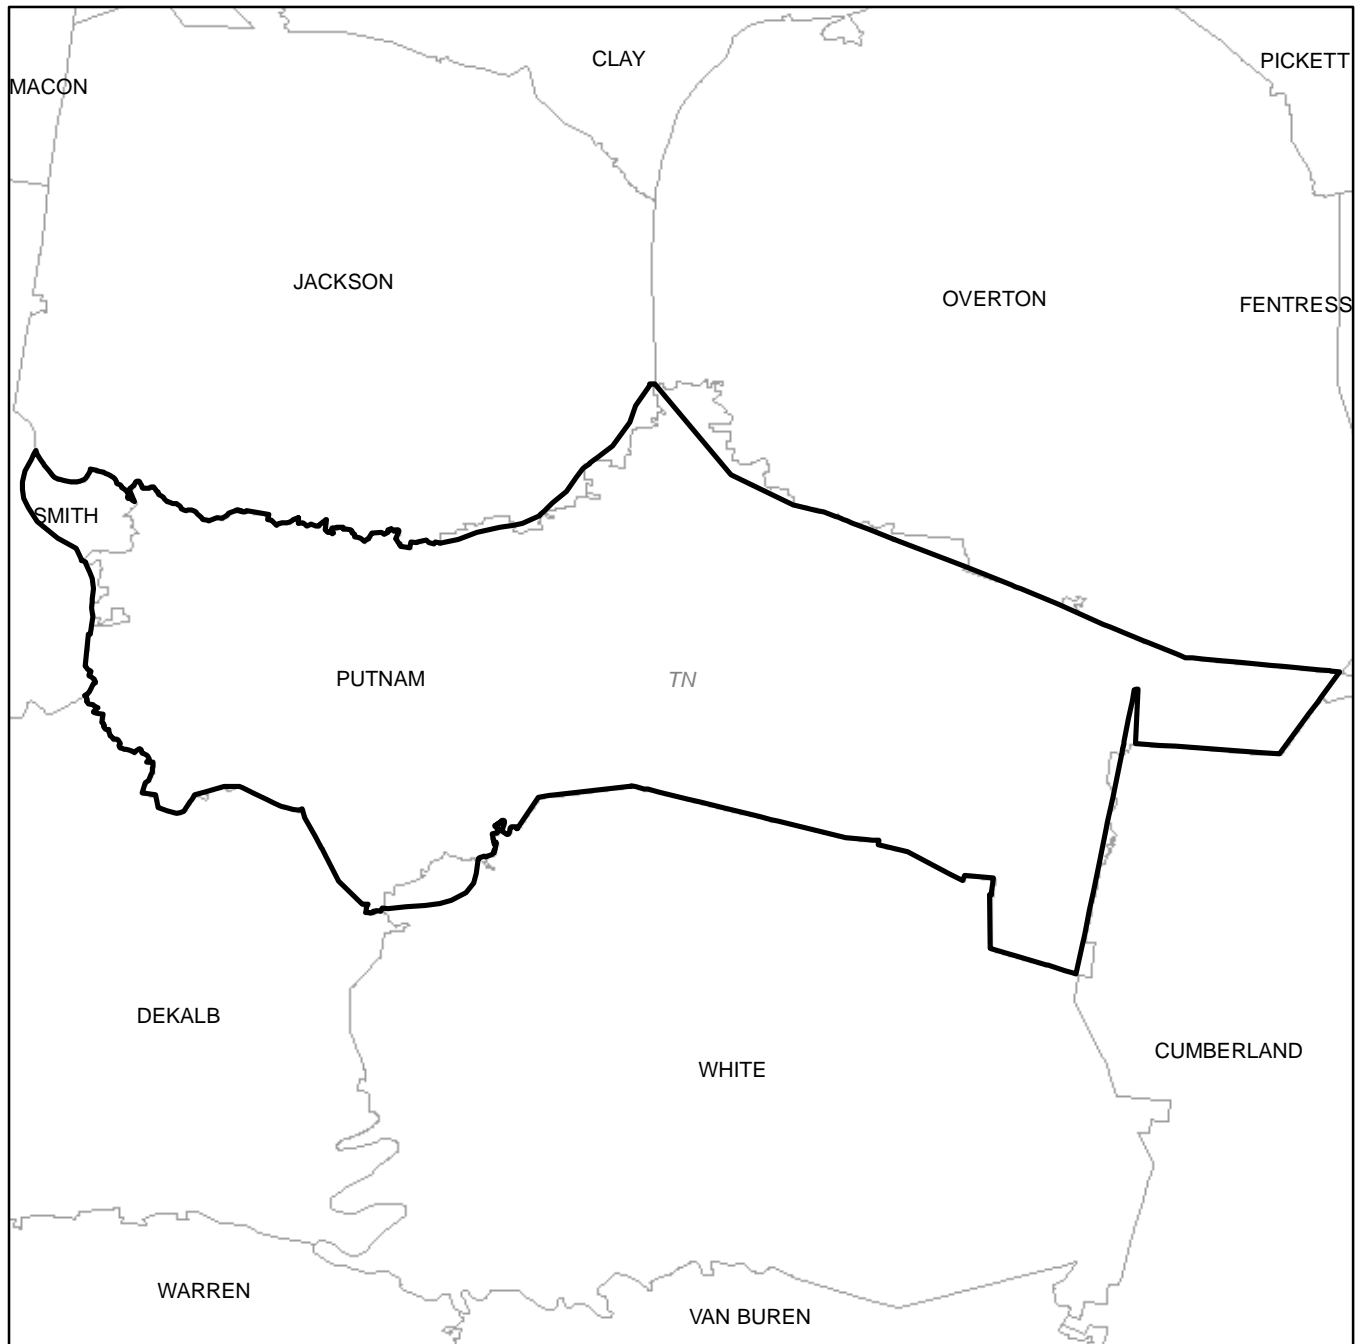 CLAY
PICKETT
MACON
JACKSON
OVERTON
FENTRESS
SMITH
PUTNAM
TN
DEKALB
CUMBERLAND
WHITE
WARREN
VAN BUREN